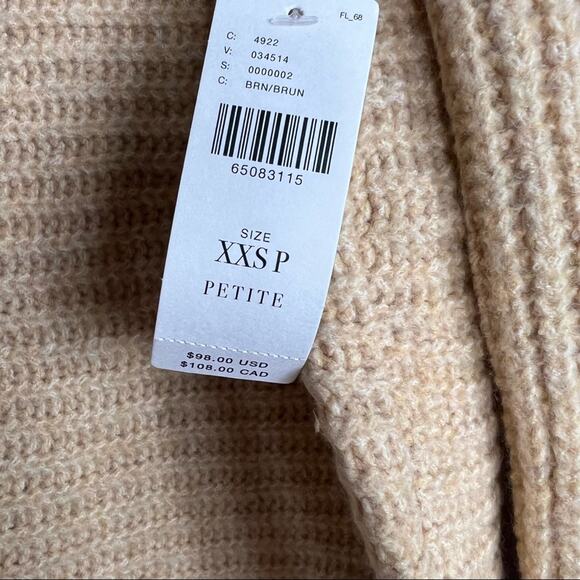 FL_68
C: 4922
V: 034514
S: 0000002
C: BRN/BRUN
65083115
SIZE
XXS P
PETITE
$98.00 USD
$108.00 CAD